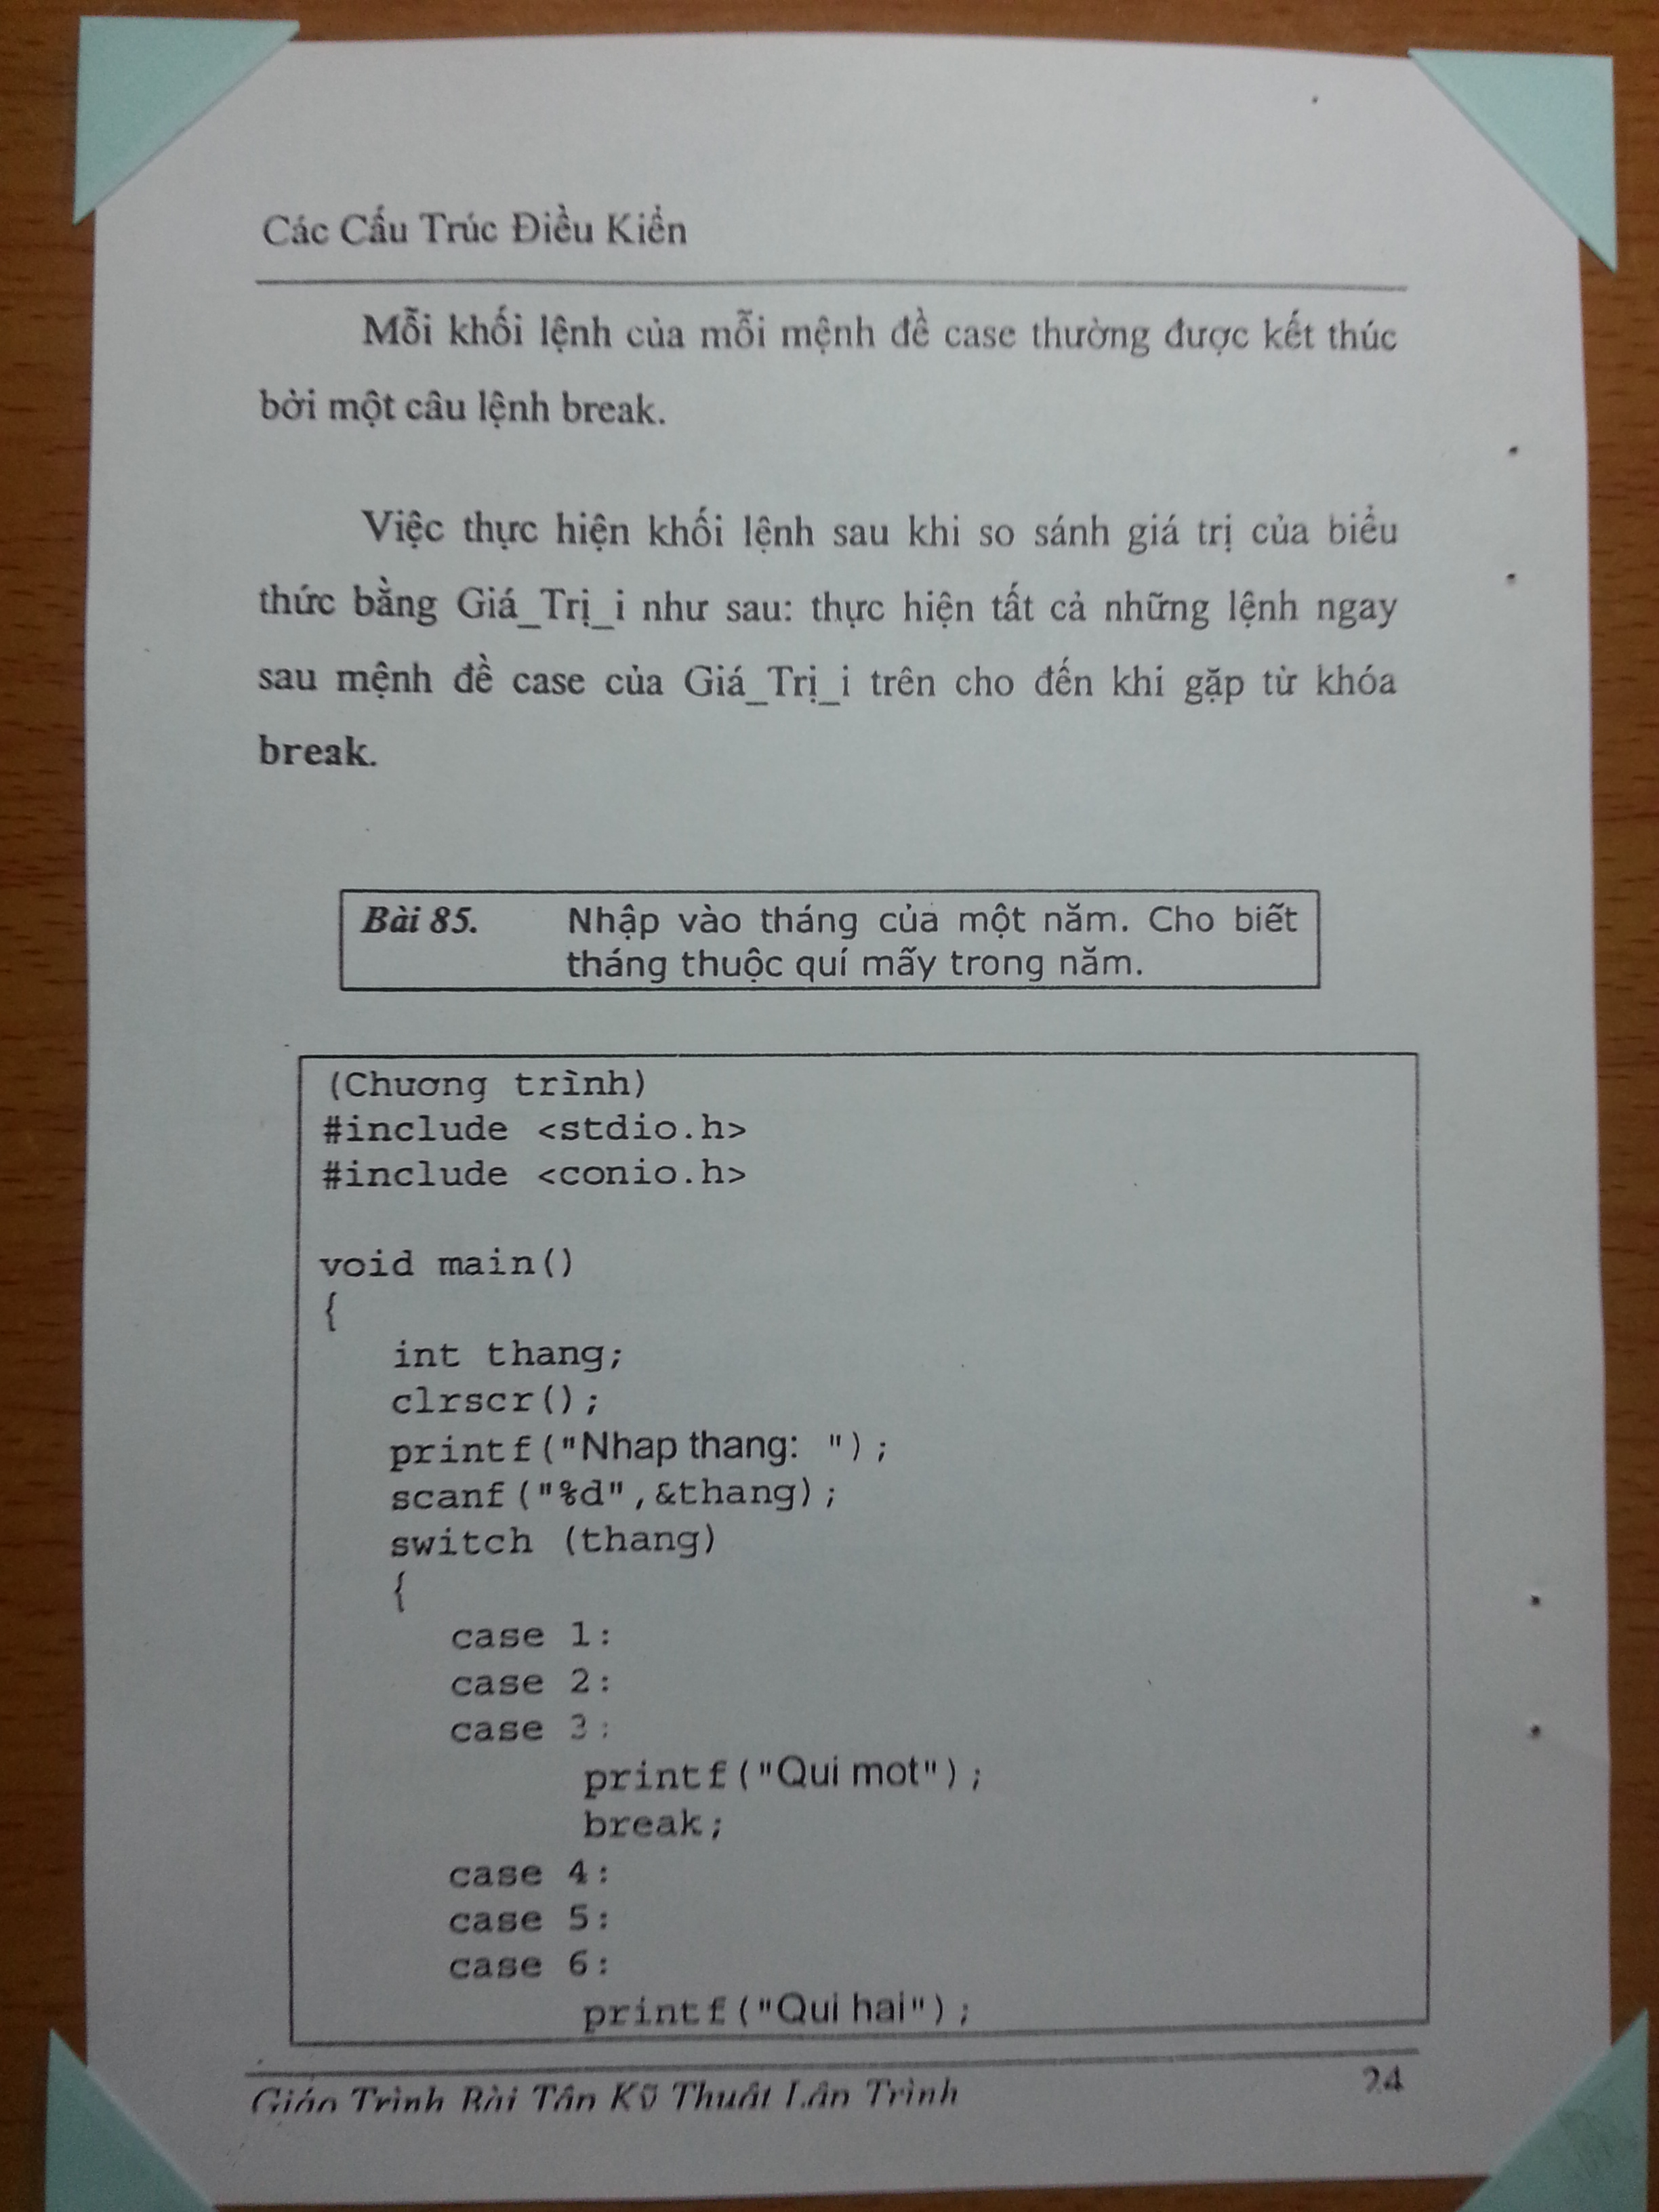 Các Cấu Trúc Điều Kiển
Mỗi khối lệnh của mỗi mệnh đề case thường được kết thúc
bởi một câu lệnh break.
Việc thực hiện khối lệnh sau khi so sánh giá trị của biểu
thức bằng Giá_Trị_i như sau: thực hiện tất cả những lệnh ngay
sau mệnh đề case của Giá_Trị_i trên cho đến khi gặp từ khóa
break.
Bài 85. Nhập vào tháng của một năm. Cho biết
tháng thuộc quí mấy trong năm.
(Chương trình)
#include <stdio.h>
#include <conio.h>
void main()
{
int thang;
clrscr();
printf("Nhap thang: ");
scanf("%d",&thang);
switch (thang)
{
case 1:
case 2:
case 3:
printf("Qui mot");
break;
case 4:
case 5:
case 6:
printf("Qui hai");
Giáo Trình Bài Tập Kỹ Thuật Lập Trình 24